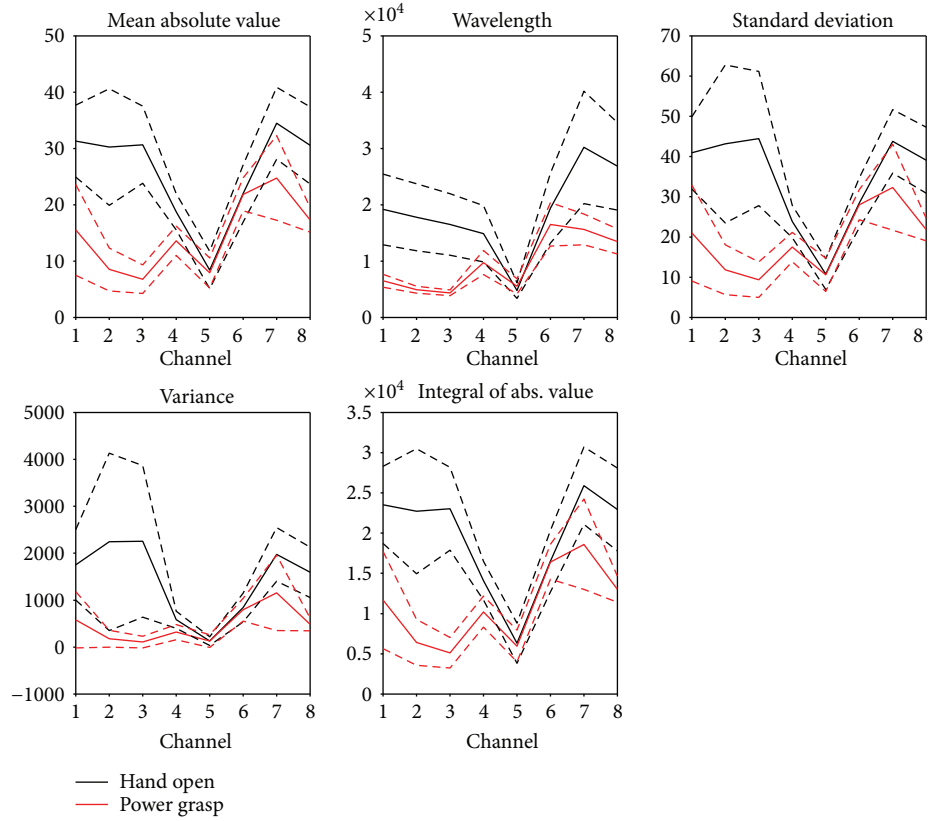 Mean absolute value
50
40
30
20
10
0
1 2 3 4 5 6 7 8
Channel
×10^4
Wavelength
5
4
3
2
1
0
1 2 3 4 5 6 7 8
Channel
Standard deviation
70
60
50
40
30
20
10
0
1 2 3 4 5 6 7 8
Channel
Variance
5000
4000
3000
2000
1000
0
−1000
1 2 3 4 5 6 7 8
Channel
×10^4
Integral of abs. value
3.5
3
2.5
2
1.5
1
0.5
0
1 2 3 4 5 6 7 8
Channel
Hand open
Power grasp